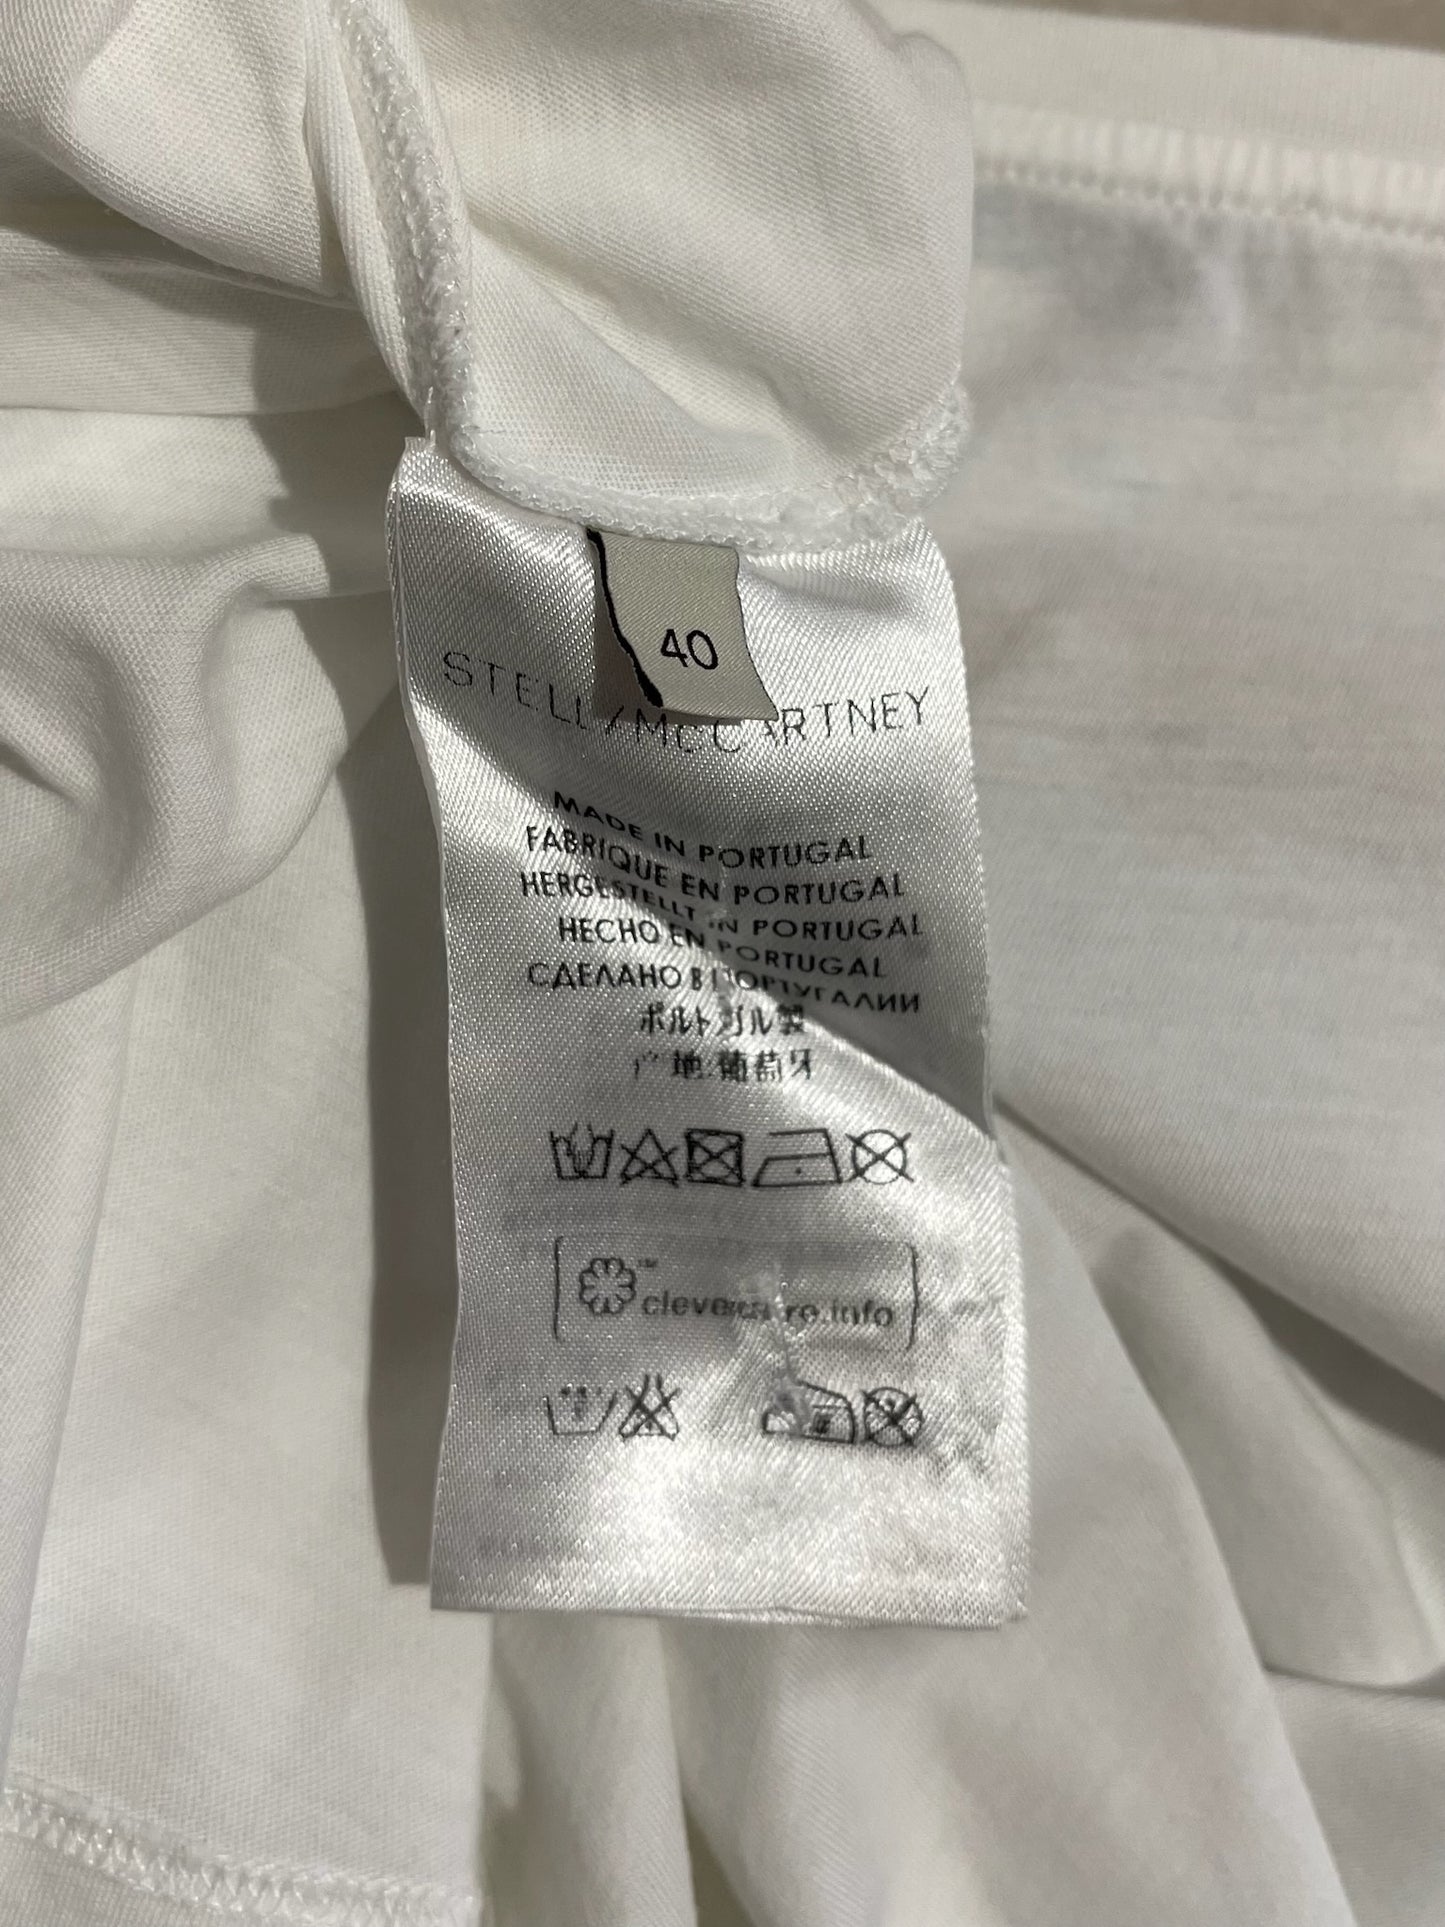 40
STELLA McCARTNEY
MADE IN PORTUGAL
FABRIQUE EN PORTUGAL
HERGESTELLT IN PORTUGAL
HECHO EN PORTUGAL
СДЕЛАНО В ПОРТУГАЛИИ
ポルトガル製
产地:葡萄牙
clevercare.info